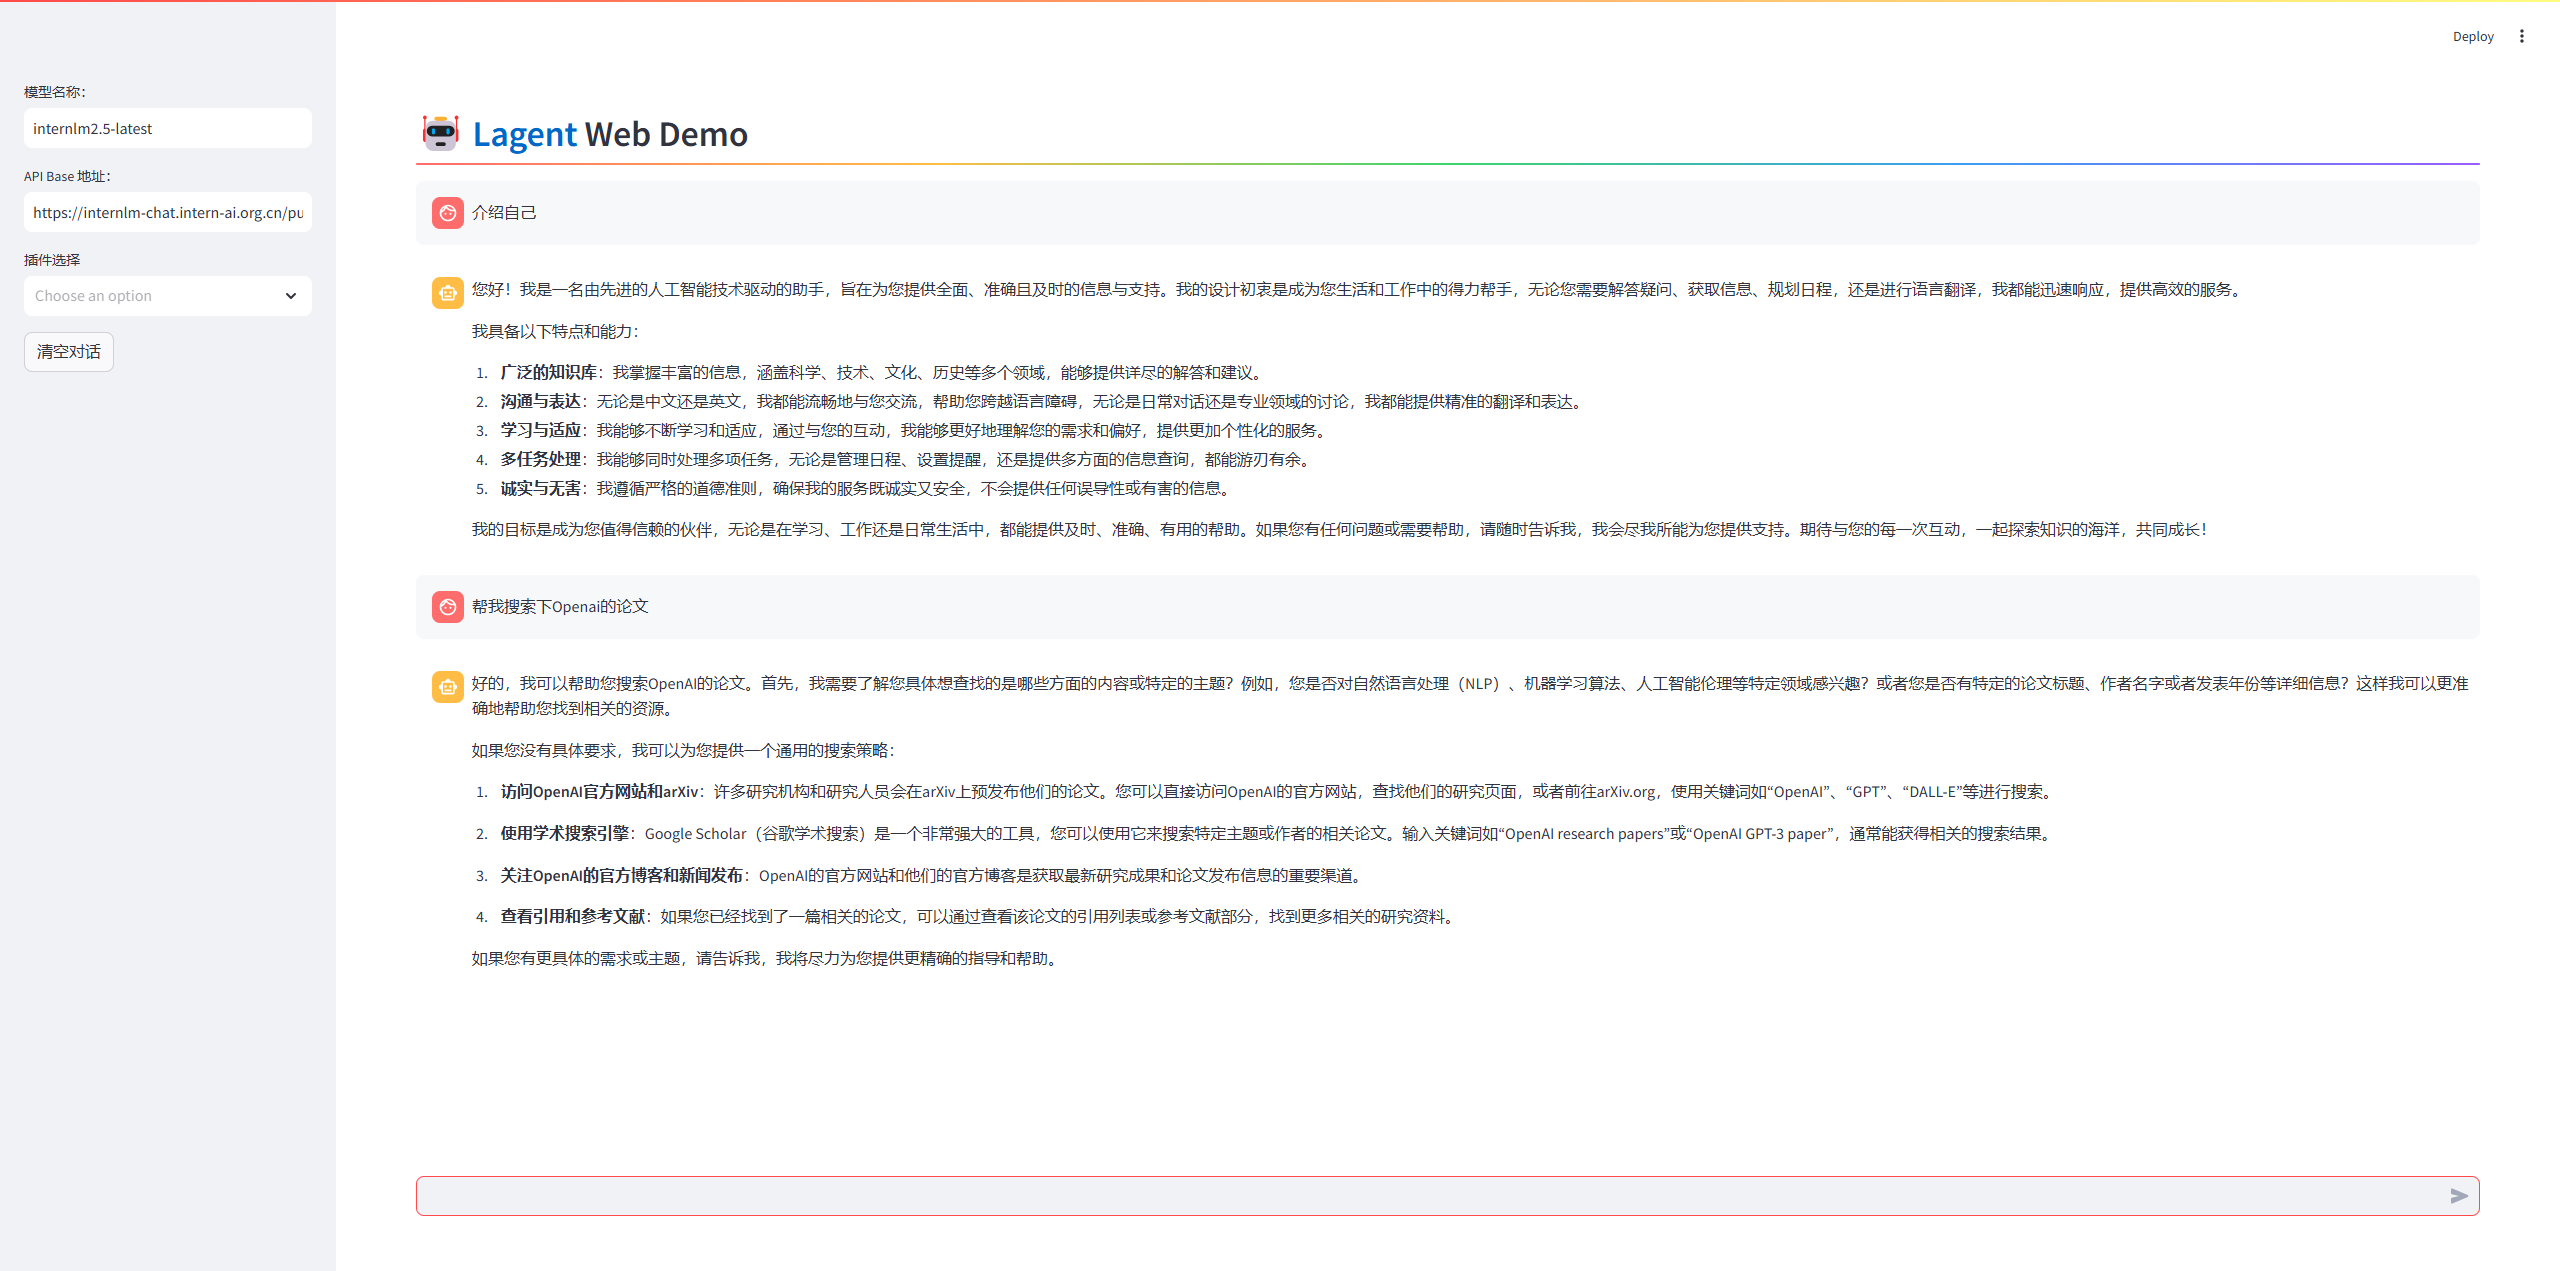 Deploy
模型名称：
internlm2.5-latest
API Base 地址：
https://internlm-chat.intern-ai.org.cn/pu
插件选择
Choose an option
清空对话
Lagent Web Demo
介绍自己
您好！我是一名由先进的人工智能技术驱动的助手，旨在为您提供全面、准确且及时的信息与支持。我的设计初衷是成为您生活和工作中的得力帮手，无论您需要解答疑问、获取信息、规划日程，还是进行语言翻译，我都能迅速响应，提供高效的服务。
我具备以下特点和能力：
1. 广泛的知识库：我掌握丰富的信息，涵盖科学、技术、文化、历史等多个领域，能够提供详尽的解答和建议。
2. 沟通与表达：无论是中文还是英文，我都能流畅地与您交流，帮助您跨越语言障碍，无论是日常对话还是专业领域的讨论，我都能提供精准的翻译和表达。
3. 学习与适应：我能够不断学习和适应，通过与您的互动，我能够更好地理解您的需求和偏好，提供更加个性化的服务。
4. 多任务处理：我能够同时处理多项任务，无论是管理日程、设置提醒，还是提供多方面的信息查询，都能游刃有余。
5. 诚实与无害：我遵循严格的道德准则，确保我的服务既诚实又安全，不会提供任何误导性或有害的信息。
我的目标是成为您值得信赖的伙伴，无论是在学习、工作还是日常生活中，都能提供及时、准确、有用的帮助。如果您有任何问题或需要帮助，请随时告诉我，我会尽我所能为您提供支持。期待与您的每一次互动，一起探索知识的海洋，共同成长！
帮我搜索下Openai的论文
好的，我可以帮助您搜索OpenAI的论文。首先，我需要了解您具体想查找的是哪些方面的内容或特定的主题？例如，您是否对自然语言处理（NLP）、机器学习算法、人工智能伦理等特定领域感兴趣？或者您是否有特定的论文标题、作者名字或者发表年份等详细信息？这样我可以更准
确地帮助您找到相关的资源。
如果您没有具体要求，我可以为您提供一个通用的搜索策略：
1. 访问OpenAI官方网站和arXiv：许多研究机构和研究人员会在arXiv上预发布他们的论文。您可以直接访问OpenAI的官方网站，查找他们的研究页面，或者前往arXiv.org，使用关键词如“OpenAI”、“GPT”、“DALL-E”等进行搜索。
2. 使用学术搜索引擎：Google Scholar（谷歌学术搜索）是一个非常强大的工具，您可以使用它来搜索特定主题或作者的相关论文。输入关键词如“OpenAI research papers”或“OpenAI GPT-3 paper”，通常能获得相关的搜索结果。
3. 关注OpenAI的官方博客和新闻发布：OpenAI的官方网站和他们的官方博客是获取最新研究成果和论文发布信息的重要渠道。
4. 查看引用和参考文献：如果您已经找到了一篇相关的论文，可以通过查看该论文的引用列表或参考文献部分，找到更多相关的研究资料。
如果您有更具体的需求或主题，请告诉我，我将尽力为您提供更精确的指导和帮助。